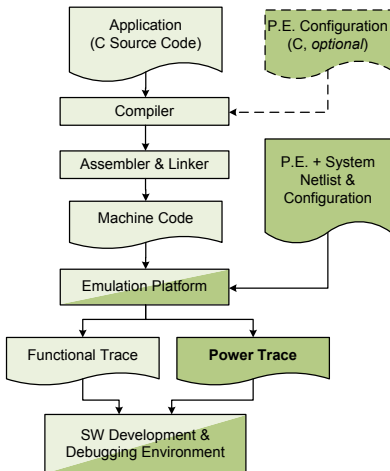 Application
(C Source Code)
P.E. Configuration
(C, optional)
Compiler
Assembler & Linker
P.E. + System
Netlist &
Configuration
Machine Code
Emulation Platform
Functional Trace
Power Trace
SW Development &
Debugging Environment